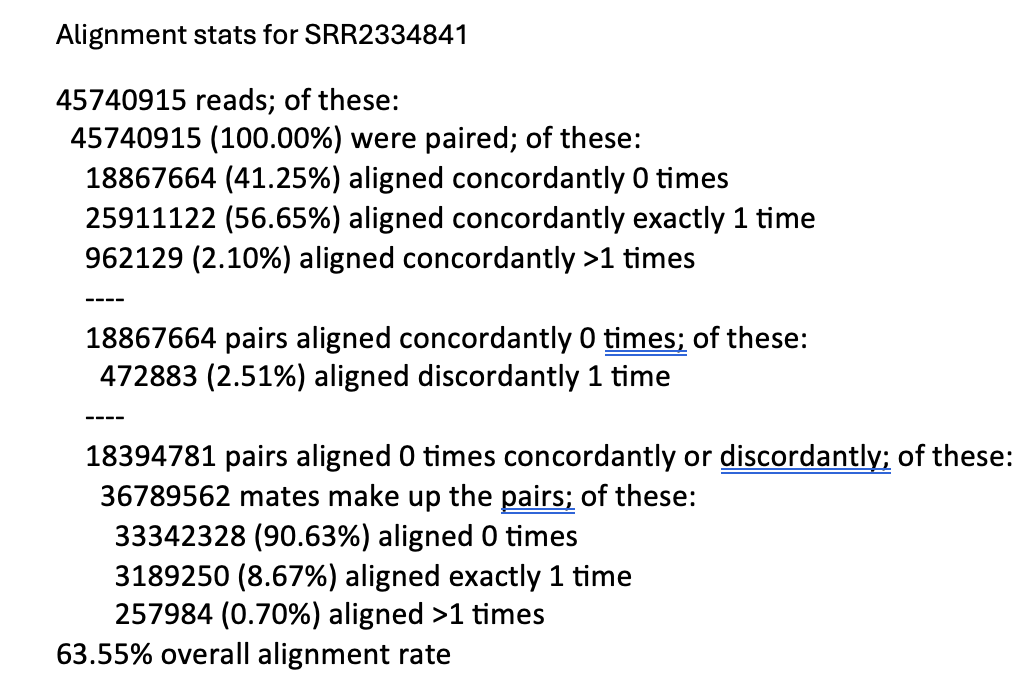 Alignment stats for SRR2334841
45740915 reads; of these:
45740915 (100.00%) were paired; of these:
18867664 (41.25%) aligned concordantly 0 times
25911122 (56.65%) aligned concordantly exactly 1 time
962129 (2.10%) aligned concordantly >1 times
----
18867664 pairs aligned concordantly 0 times; of these:
472883 (2.51%) aligned discordantly 1 time
----
18394781 pairs aligned 0 times concordantly or discordantly; of these:
36789562 mates make up the pairs; of these:
33342328 (90.63%) aligned 0 times
3189250 (8.67%) aligned exactly 1 time
257984 (0.70%) aligned >1 times
63.55% overall alignment rate